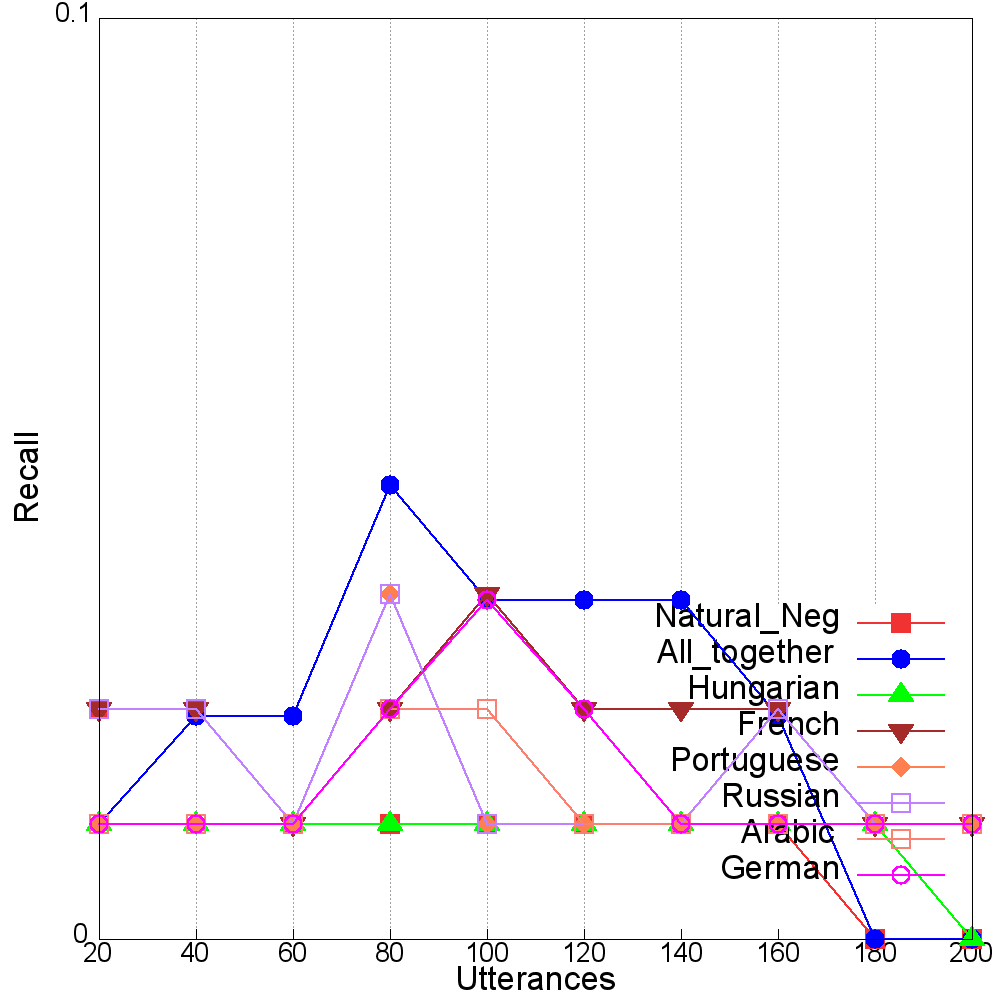 0.1
Recall
Natural_Neg
All_together
Hungarian
French
Portuguese
Russian
Arabic
German
0
20 40 60 80 100 120 140 160 180 200
Utterances